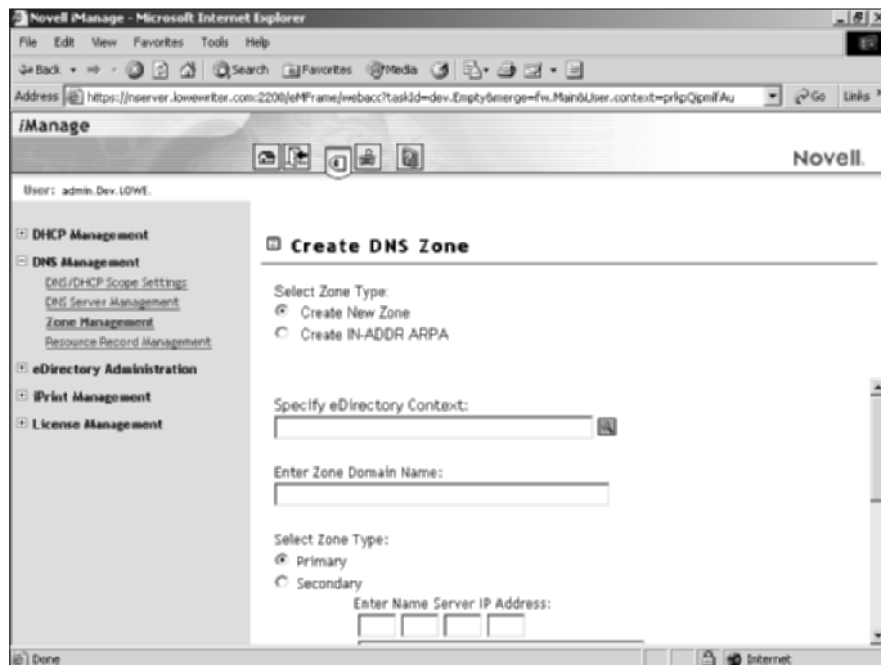 Novell iManage - Microsoft Internet Explorer
File Edit View Favorites Tools Help
Back Search Favorites Media
Address https://nserver.lowewriter.com:2200/eMFrame/webacc?taskId=dev.Empty&merge=fw.Main&User.context= Go Links
iManage
Novell.
User: admin.Dev.LOWE.
DHCP Management
DNS Management
DNS/DHCP Scope Settings
DNS Server Management
Zone Management
Resource Record Management
eDirectory Administration
iPrint Management
License Management
Create DNS Zone
Select Zone Type:
Create New Zone
Create IN-ADDR ARPA
Specify eDirectory Context:
Enter Zone Domain Name:
Select Zone Type:
Primary
Secondary
Enter Name Server IP Address:
Done Internet